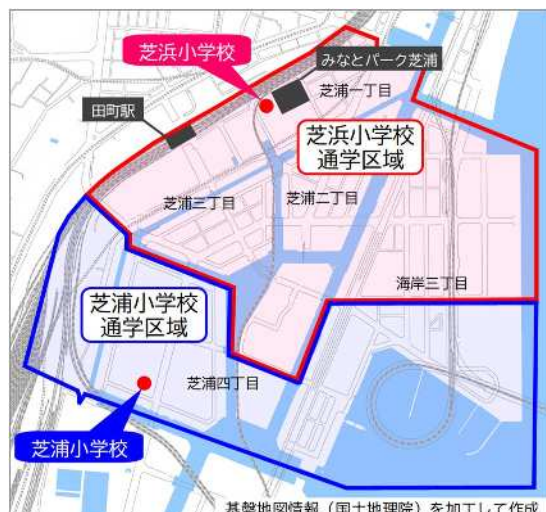 芝浜小学校
みなとパーク芝浦
芝浦一丁目
田町駅
芝浜小学校
通学区域
芝浦三丁目
芝浦二丁目
海岸三丁目
芝浦小学校
通学区域
芝浦四丁目
芝浦小学校
基盤地図情報（国土地理院）を加工して作成